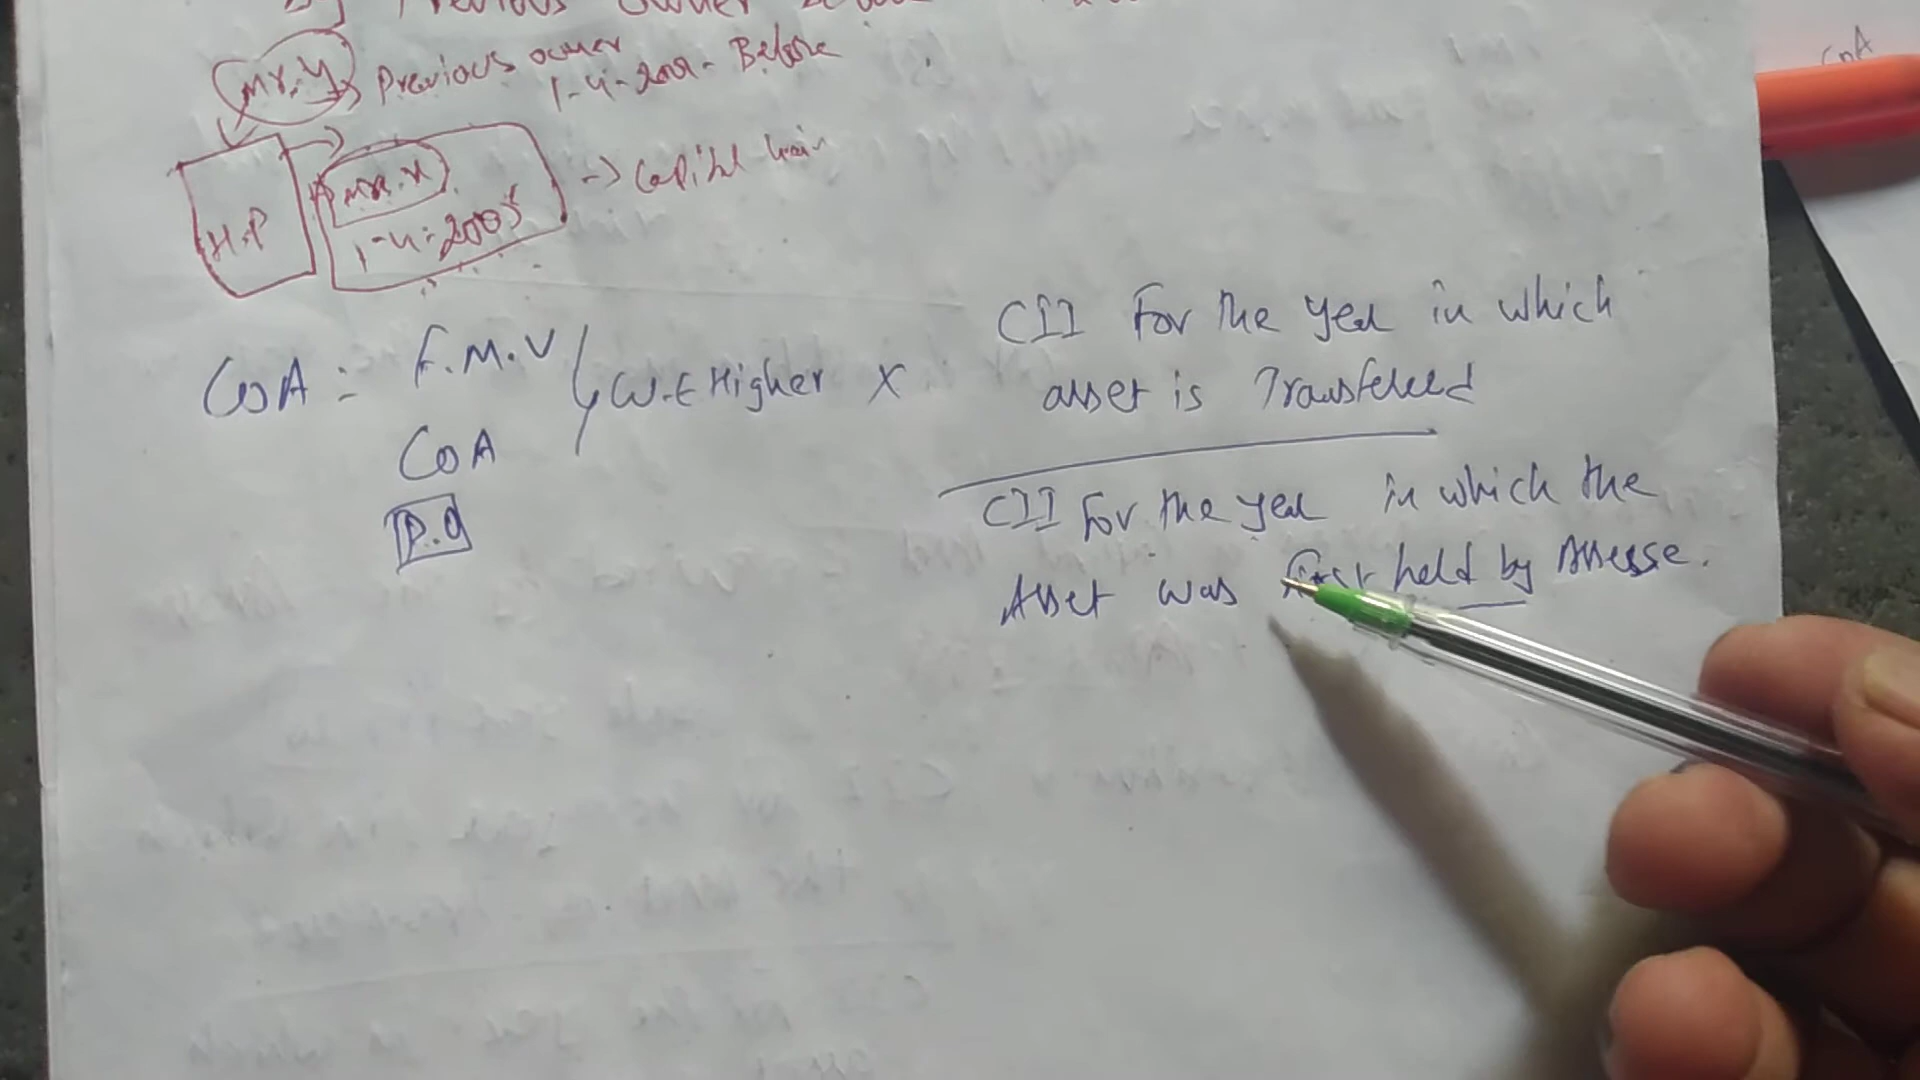 Previous owner
Mr. Y Previous owner
1-4-2001- Before
H.P
Mr. X
1-4-2005
-> Capital Gain
COA = F.M.V
COA
P.O
W.E Higher X
CII For the year in which
asset is Transfered
CII For the year in which the
Asset was first held by Assesse.
COA